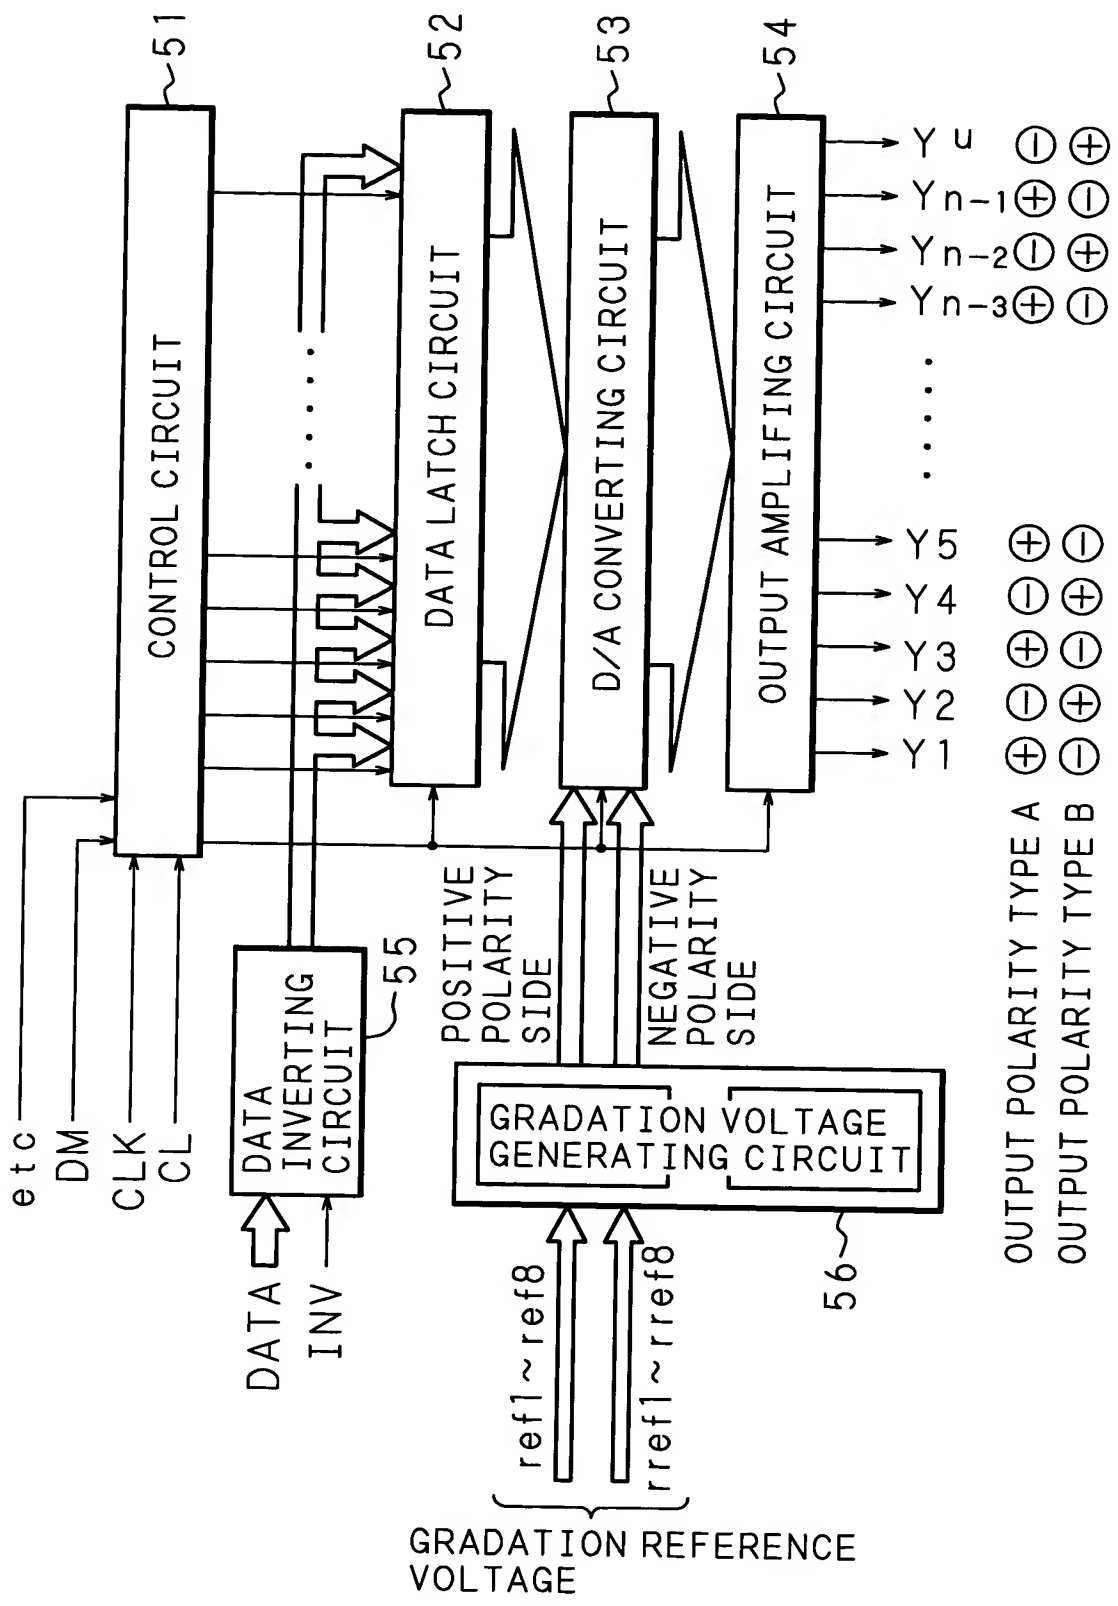 etc
DM
CLK
CL
CONTROL CIRCUIT
51
DATA
INV
DATA
INVERTING
CIRCUIT
55
DATA LATCH CIRCUIT
52
POSITIVE
POLARITY
SIDE
NEGATIVE
POLARITY
SIDE
D/A CONVERTING CIRCUIT
53
GRADATION REFERENCE
VOLTAGE
ref1~ref8
rref1~rref8
GRADATION VOLTAGE
GENERATING CIRCUIT
56
OUTPUT AMPLIFING CIRCUIT
54
Y1
Y2
Y3
Y4
Y5
. . . . .
Yn-3
Yn-2
Yn-1
Yu
OUTPUT POLARITY TYPE A ⊕ ⊖ ⊕ ⊖ ⊕ ⊕ ⊖ ⊕ ⊖
OUTPUT POLARITY TYPE B ⊖ ⊕ ⊖ ⊕ ⊖ ⊖ ⊕ ⊖ ⊕